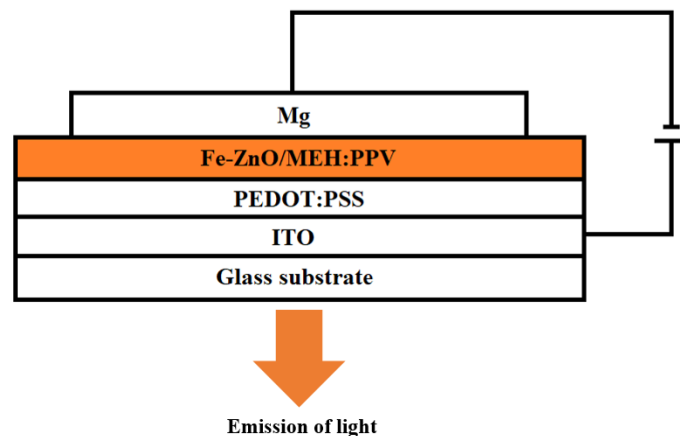 Mg
Fe-ZnO/MEH:PPV
PEDOT:PSS
ITO
Glass substrate
Emission of light